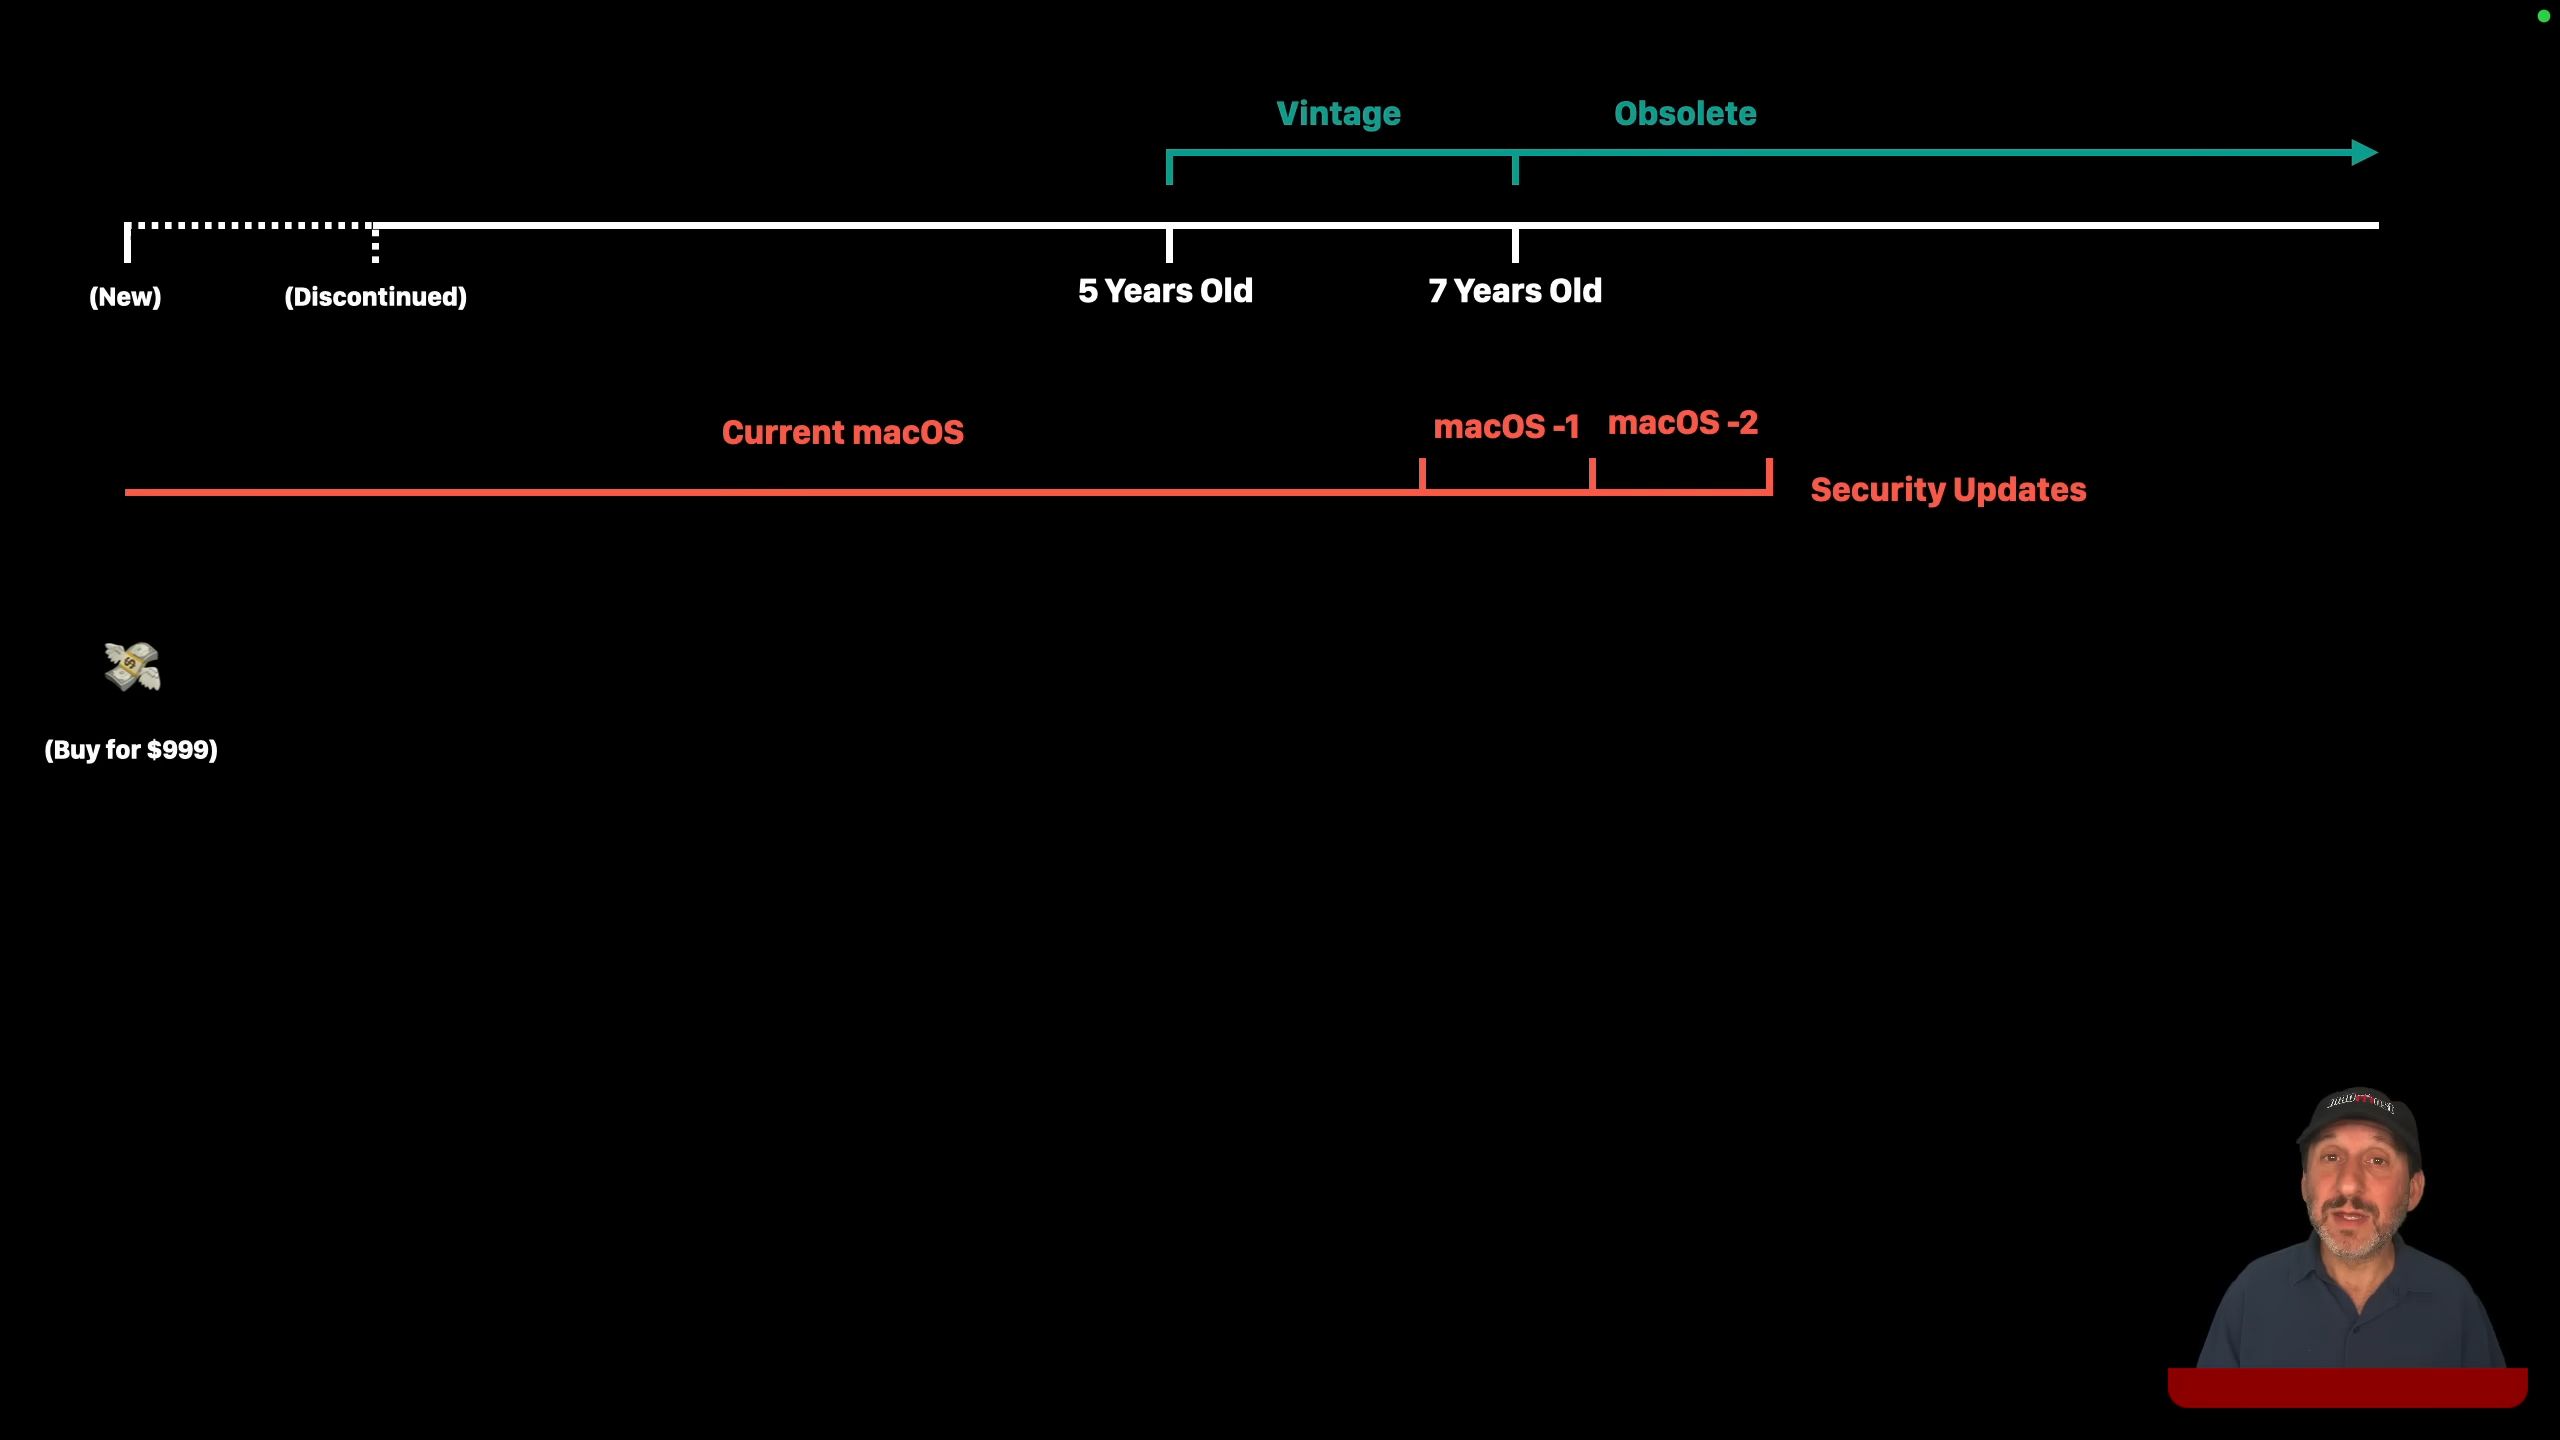 Vintage
Obsolete
(New)
(Discontinued)
5 Years Old
7 Years Old
Current macOS
macOS -1
macOS -2
Security Updates
(Buy for $999)